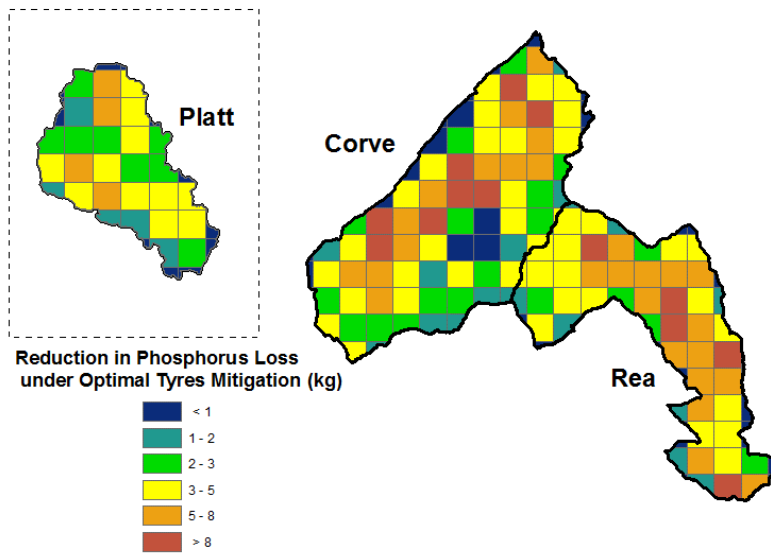 Platt
Corve
Rea
Reduction in Phosphorus Loss
under Optimal Tyres Mitigation (kg)
< 1
1 - 2
2 - 3
3 - 5
5 - 8
> 8